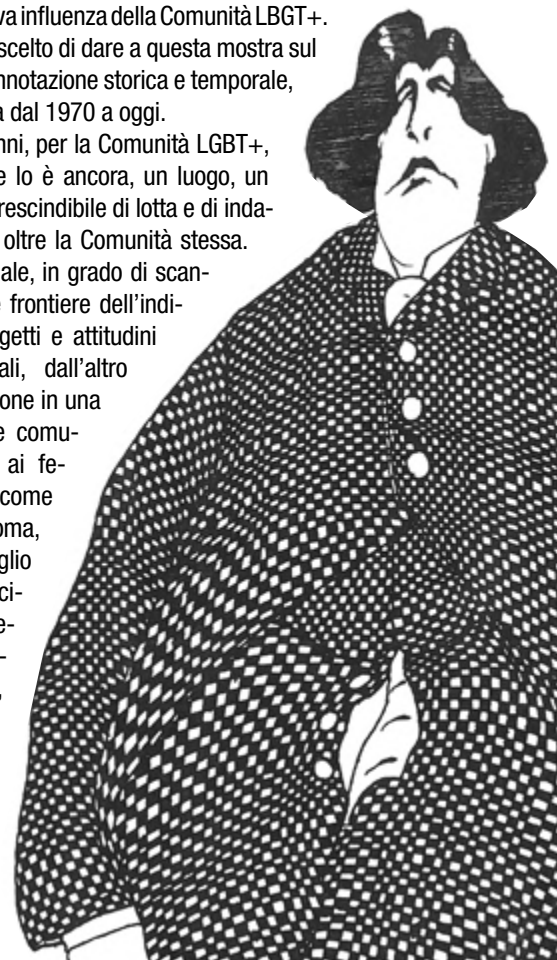 va influenza della Comunità LBGT+.
scelto di dare a questa mostra sul
nnotazione storica e temporale,
a dal 1970 a oggi.
nni, per la Comunità LGBT+,
e lo è ancora, un luogo, un
rescindibile di lotta e di inda-
oltre la Comunità stessa.
ale, in grado di scan-
e frontiere dell'indi-
getti e attitudini
ali, dall'altro
one in una
e comu-
ai fe-
come
oma,
glio
ci-
e-
-
,